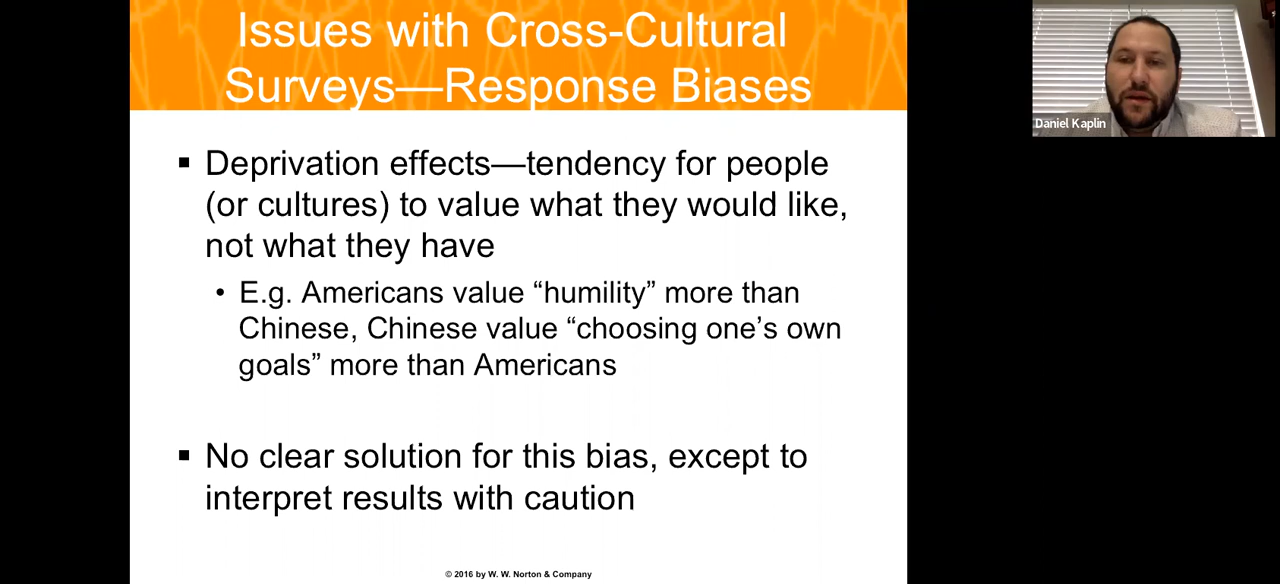 Issues with Cross-Cultural
Surveys—Response Biases
▪ Deprivation effects—tendency for people
(or cultures) to value what they would like,
not what they have
• E.g. Americans value “humility” more than
Chinese, Chinese value “choosing one’s own
goals” more than Americans
▪ No clear solution for this bias, except to
interpret results with caution
© 2016 by W. W. Norton & Company
Daniel Kaplin